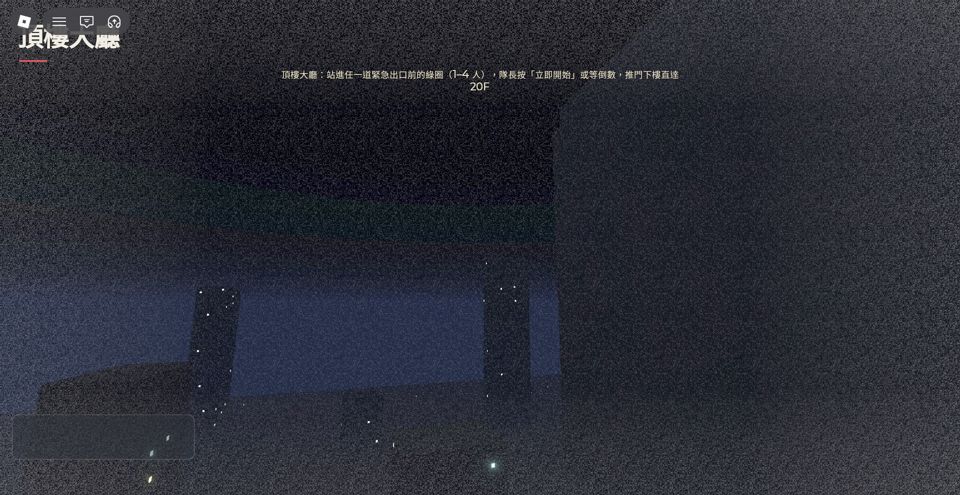 頂樓大廳
頂樓大廳：站進任一道緊急出口前的綠圈（1–4 人），隊長按「立即開始」或等倒數，推門下樓直達
20F